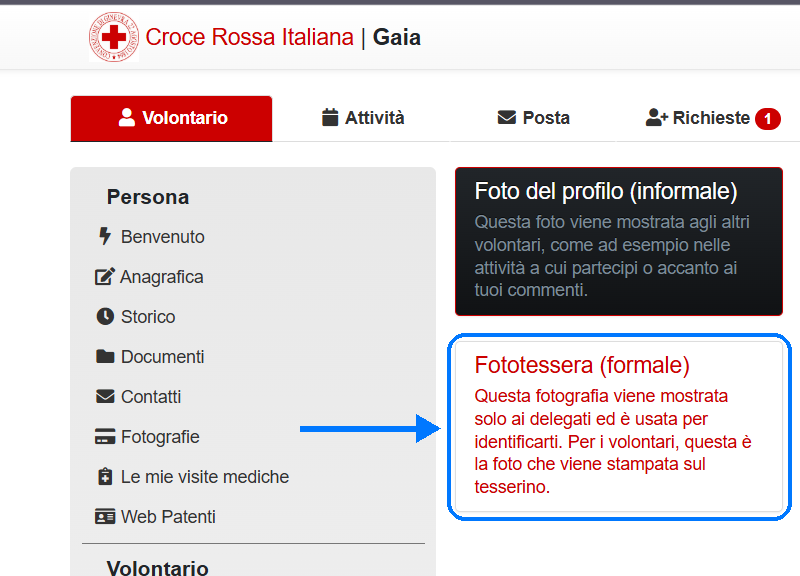 Croce Rossa Italiana | Gaia
Volontario
Attività
Posta
Richieste 1
Persona
Benvenuto
Anagrafica
Storico
Documenti
Contatti
Fotografie
Le mie visite mediche
Web Patenti
Volontario
Foto del profilo (informale)
Questa foto viene mostrata agli altri
volontari, come ad esempio nelle
attività a cui partecipi o accanto ai
tuoi commenti.
Fototessera (formale)
Questa fotografia viene mostrata
solo ai delegati ed è usata per
identificarti. Per i volontari, questa è
la foto che viene stampata sul
tesserino.